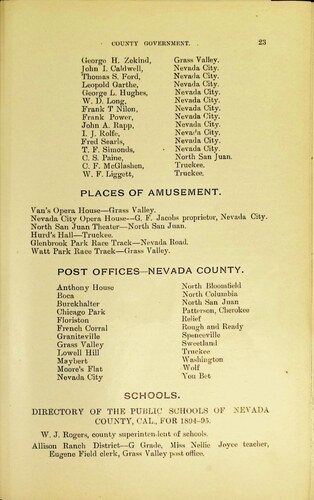 COUNTY GOVERNMENT. 23
George H. Zekind, Grass Valley.
John I. Caldwell, Nevada City.
Thomas S. Ford, Nevada City.
Leopold Garthe, Nevada City.
George L. Hughes, Nevada City.
W. D. Long, Nevada City.
Frank T Nilon, Nevada City.
Frank Power, Nevada City.
John A. Rapp, Nevada City.
I. J. Rolfe, Nevada City.
Fred Searls, Nevada City.
T. F. Simonds, Nevada City.
C. S. Paine, North San Juan.
C. F. McGlashen, Truckee.
W. F. Liggett, Truckee.
PLACES OF AMUSEMENT.
Van's Opera House—Grass Valley.
Nevada City Opera House—G. F. Jacobs proprietor, Nevada City.
North San Juan Theater—North San Juan.
Hurd's Hall—Truckee.
Glenbrook Park Race Track—Nevada Road.
Watt Park Race Track—Grass Valley.
POST OFFICES—NEVADA COUNTY.
Anthony House North Bloomfield
Boca North Columbia
Burckhalter North San Juan
Chicago Park Patterson, Cherokee
Floriston Relief
French Corral Rough and Ready
Graniteville Spenceville
Grass Valley Sweetland
Lowell Hill Truckee
Maybert Washington
Moore's Flat Wolf
Nevada City You Bet
SCHOOLS.
DIRECTORY OF THE PUBLIC SCHOOLS OF NEVADA
COUNTY, CAL., FOR 1894-95.
W. J. Rogers, county superintendent of schools.
Allison Ranch District—G Grade, Miss Nellie Joyce teacher,
Eugene Field clerk, Grass Valley post office.